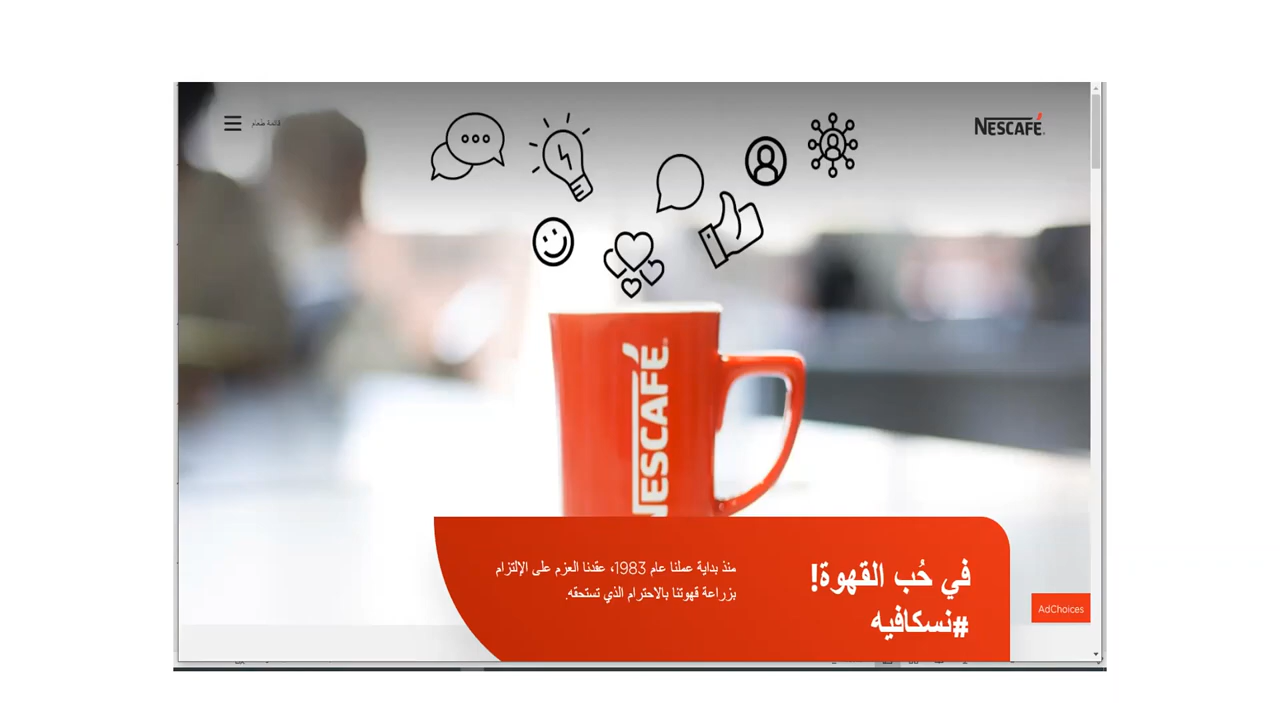 قائمة طعام
NESCAFÉ.
NESCAFÉ
في حُب القهوة!
#نسكافيه
منذ بداية عملنا عام 1983، عقدنا العزم على الإلتزام
بزراعة قهوتنا بالاحترام الذي تستحقه.
AdChoices